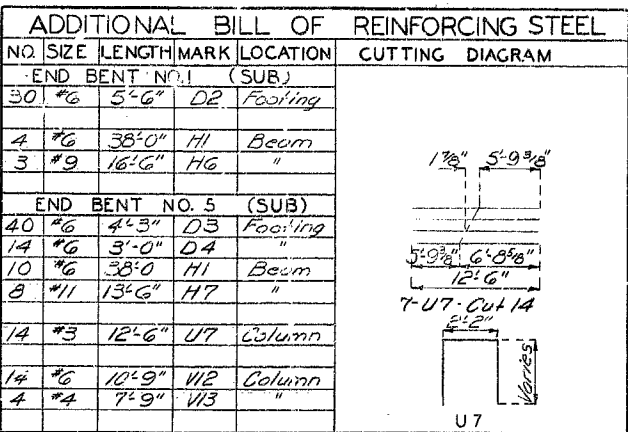 ADDITIONAL BILL OF REINFORCING STEEL
NO. SIZE LENGTH MARK LOCATION CUTTING DIAGRAM
END BENT NO.1 (SUB)
30 #6 5'-6" D2 Footing
4 #6 38'-0" H1 Beam
3 #9 16'-6" H6 "
END BENT NO. 5 (SUB)
40 #6 4'-3" D3 Footing
14 #6 3'-0" D4 "
10 #6 38'-0 H1 Beam
8 #11 13'-6" H7 "
14 #3 12'-6" U7 Column
14 #6 10'-9" V12 Column
4 #4 7'-9" V13 "
1 7/8" 5'-9 3/8"
5'-9 3/8" 6'-8 5/8"
12'-6"
7-U7-Cut 14
2'-2"
Varies
U7